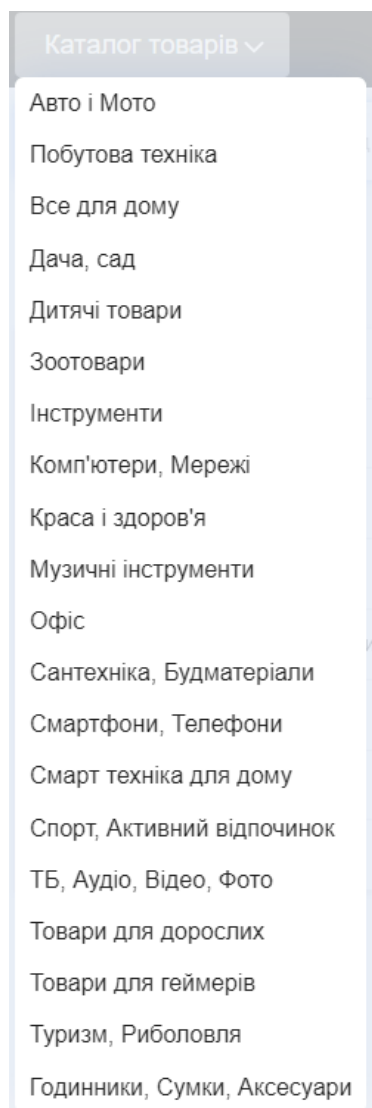 Каталог товарів
Авто і Мото
Побутова техніка
Все для дому
Дача, сад
Дитячі товари
Зоотовари
Інструменти
Комп'ютери, Мережі
Краса і здоров'я
Музичні інструменти
Офіс
Сантехніка, Будматеріали
Смартфони, Телефони
Смарт техніка для дому
Спорт, Активний відпочинок
ТБ, Аудіо, Відео, Фото
Товари для дорослих
Товари для геймерів
Туризм, Риболовля
Годинники, Сумки, Аксесуари